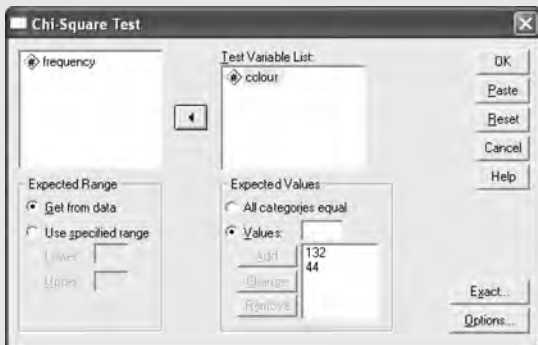 Chi-Square Test
frequency
Test Variable List:
colour
OK
Paste
Reset
Cancel
Help
Expected Range
Get from data
Use specified range
Lower:
Upper:
Expected Values
All categories equal
Values:
Add
Change
Remove
132
44
Exact...
Options...